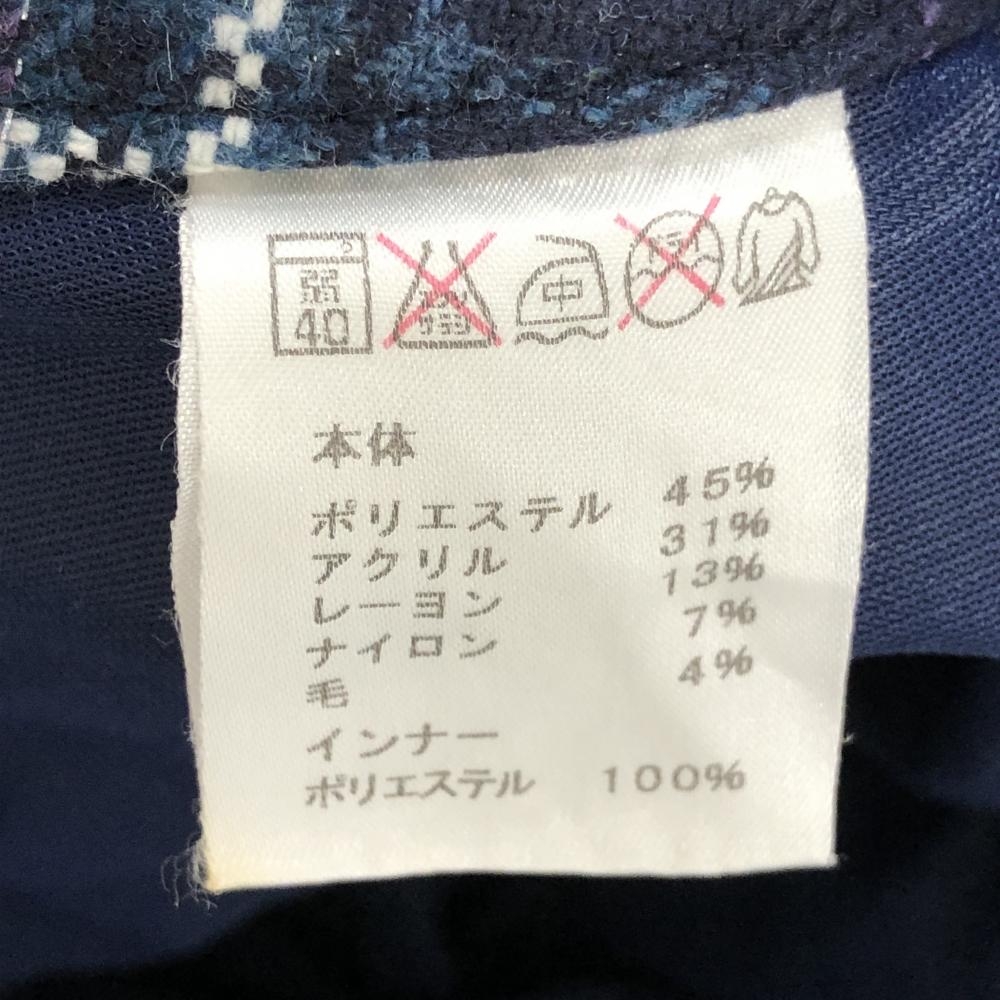 弱
40
中
本体
ポリエステル 45%
アクリル 31%
レーヨン 13%
ナイロン 7%
毛 4%
インナー
ポリエステル 100%